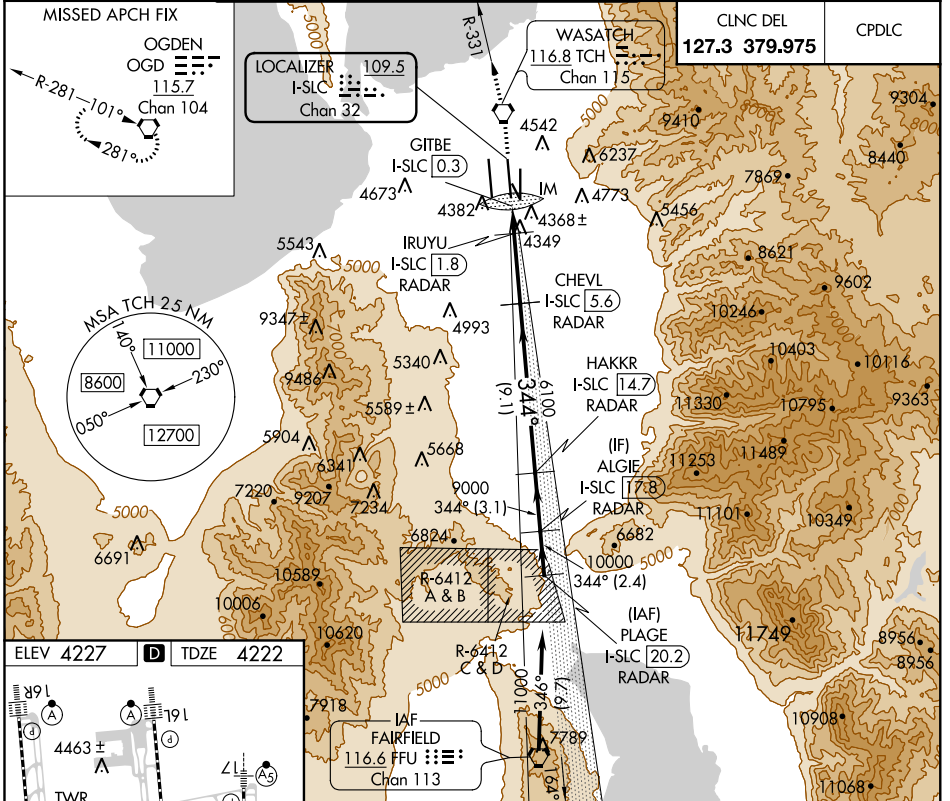 MISSED APCH FIX
OGDEN
OGD
115.7
Chan 104
R-281
101°
281°
LOCALIZER 109.5
I-SLC
Chan 32
R-331
WASATCH
116.8 TCH
Chan 115
CLNC DEL
127.3 379.975
CPDLC
5000
5000
9410
9304
8440
4542
6237
7869
GITBE
I-SLC 0.3
IM
4673
4382
4368±
4773
4349
5456
IRUYU
I-SLC 1.8
RADAR
5543
5000
8621
CHEVL
I-SLC 5.6
RADAR
9602
MSA TCH 25 NM
140°
11000
8600
230°
050°
12700
9347±
4993
10246
5340
10403
10116
9486
HAKKR
I-SLC 14.7
RADAR
344°
6100
(9.1)
9363
5589±
11330
10795
5904
5668
(IF)
ALGIE
I-SLC 17.8
RADAR
11489
11253
6341
9207
7234
7220
9000
344° (3.1)
11101
10349
5000
6691
6824
6682
5000
10000
344° (2.4)
R-6412
A & B
10589
10006
(IAF)
PLAGE
I-SLC 20.2
RADAR
11749
8956
8956
10620
R-6412
C & D
5000
11000
346°
(9.7)
ELEV 4227
D
TDZE 4222
7918
10908
IAF
FAIRFIELD
116.6 FFU
Chan 113
7789
164°
11068
16R
A
A
16L
P
P
4463 ±
17
A5
TWR